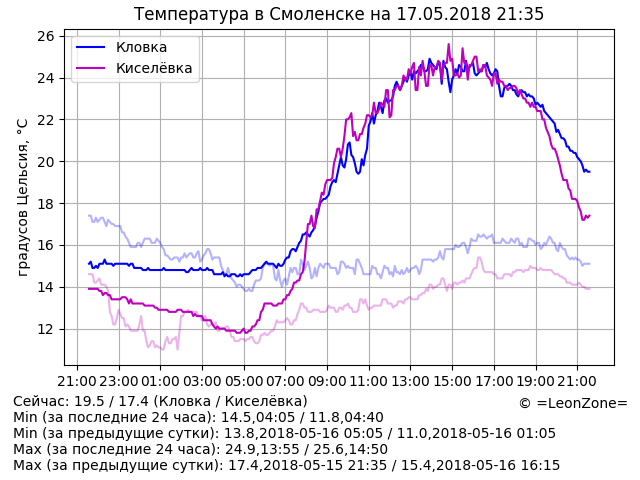 Температура в Смоленске на 17.05.2018 21:35
Кловка
Киселёвка
градусов Цельсия, °C
26
24
22
20
18
16
14
12
21:00 23:00 01:00 03:00 05:00 07:00 09:00 11:00 13:00 15:00 17:00 19:00 21:00
Сейчас: 19.5 / 17.4 (Кловка / Киселёвка)
© =LeonZone=
Min (за последние 24 часа): 14.5,04:05 / 11.8,04:40
Min (за предыдущие сутки): 13.8,2018-05-16 05:05 / 11.0,2018-05-16 01:05
Max (за последние 24 часа): 24.9,13:55 / 25.6,14:50
Max (за предыдущие сутки): 17.4,2018-05-15 21:35 / 15.4,2018-05-16 16:15